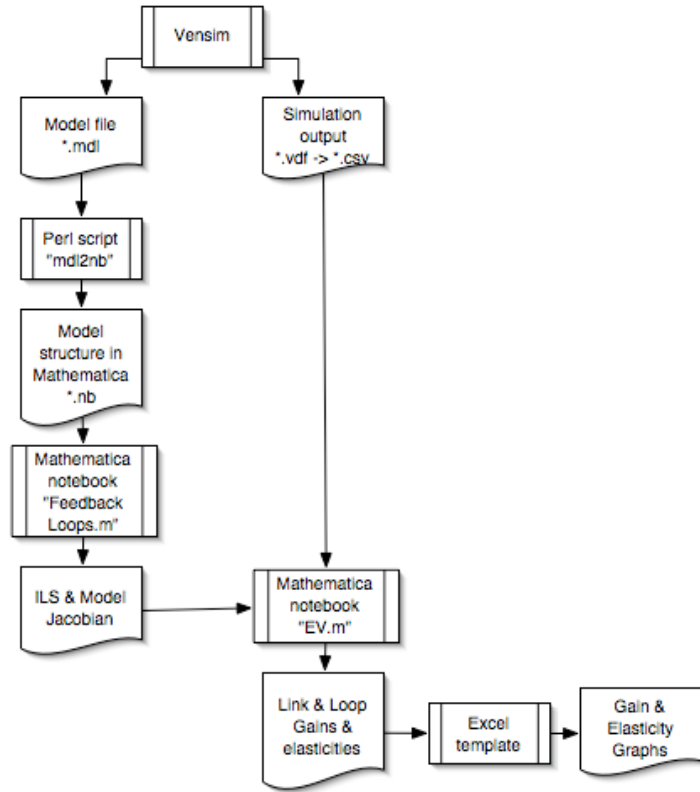 Vensim
Model file
*.mdl
Simulation
output
*.vdf -> *.csv
Perl script
"mdl2nb"
Model
structure in
Mathematica
*.nb
Mathematica
notebook
"Feedback
Loops.m"
ILS & Model
Jacobian
Mathematica
notebook
"EV.m"
Link & Loop
Gains &
elasticities
Excel
template
Gain &
Elasticity
Graphs